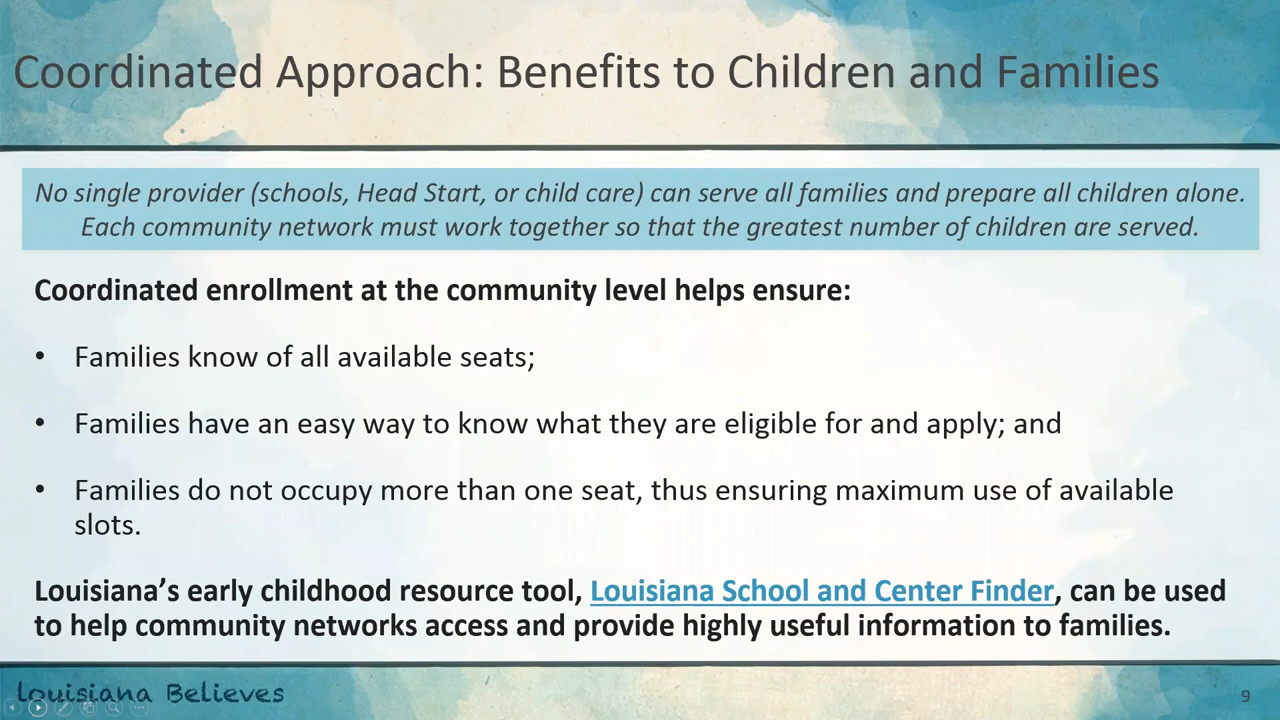 Coordinated Approach: Benefits to Children and Families
No single provider (schools, Head Start, or child care) can serve all families and prepare all children alone.
Each community network must work together so that the greatest number of children are served.
Coordinated enrollment at the community level helps ensure:
• Families know of all available seats;
• Families have an easy way to know what they are eligible for and apply; and
• Families do not occupy more than one seat, thus ensuring maximum use of available
slots.
Louisiana’s early childhood resource tool, Louisiana School and Center Finder, can be used
to help community networks access and provide highly useful information to families.
Louisiana Believes
9